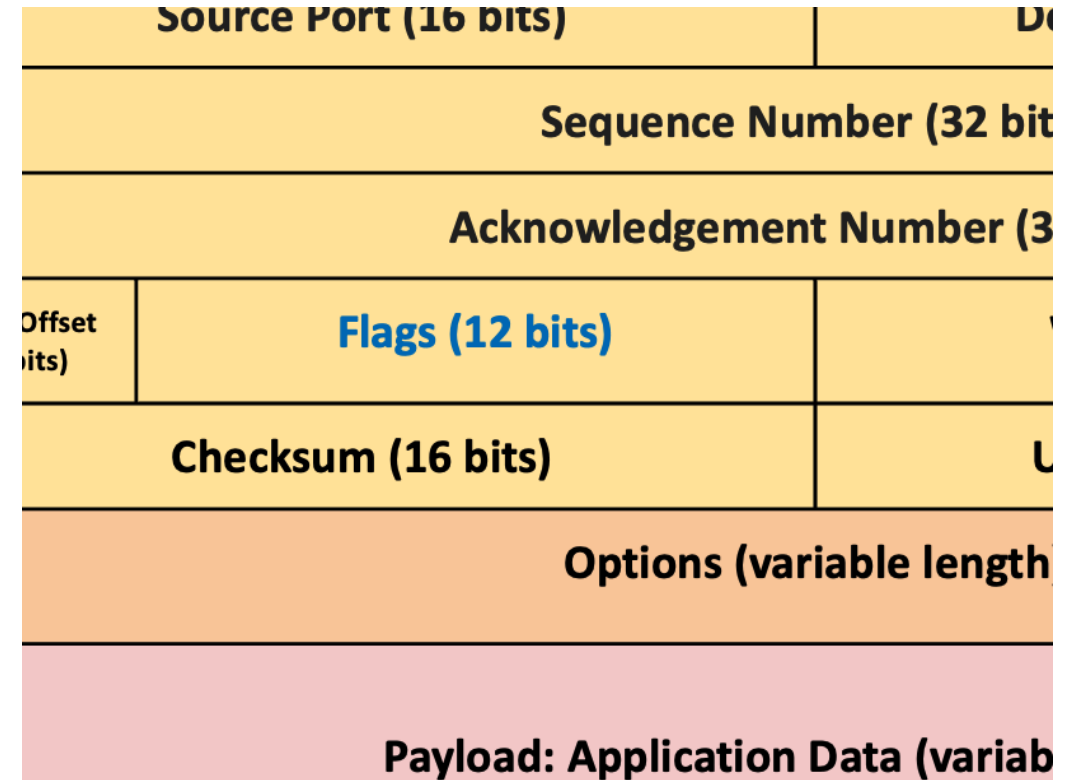 Source Port (16 bits)
Sequence Number (32 bit
Acknowledgement Number (3
Offset
bits)
Flags (12 bits)
Checksum (16 bits)
U
Options (variable length)
Payload: Application Data (variab